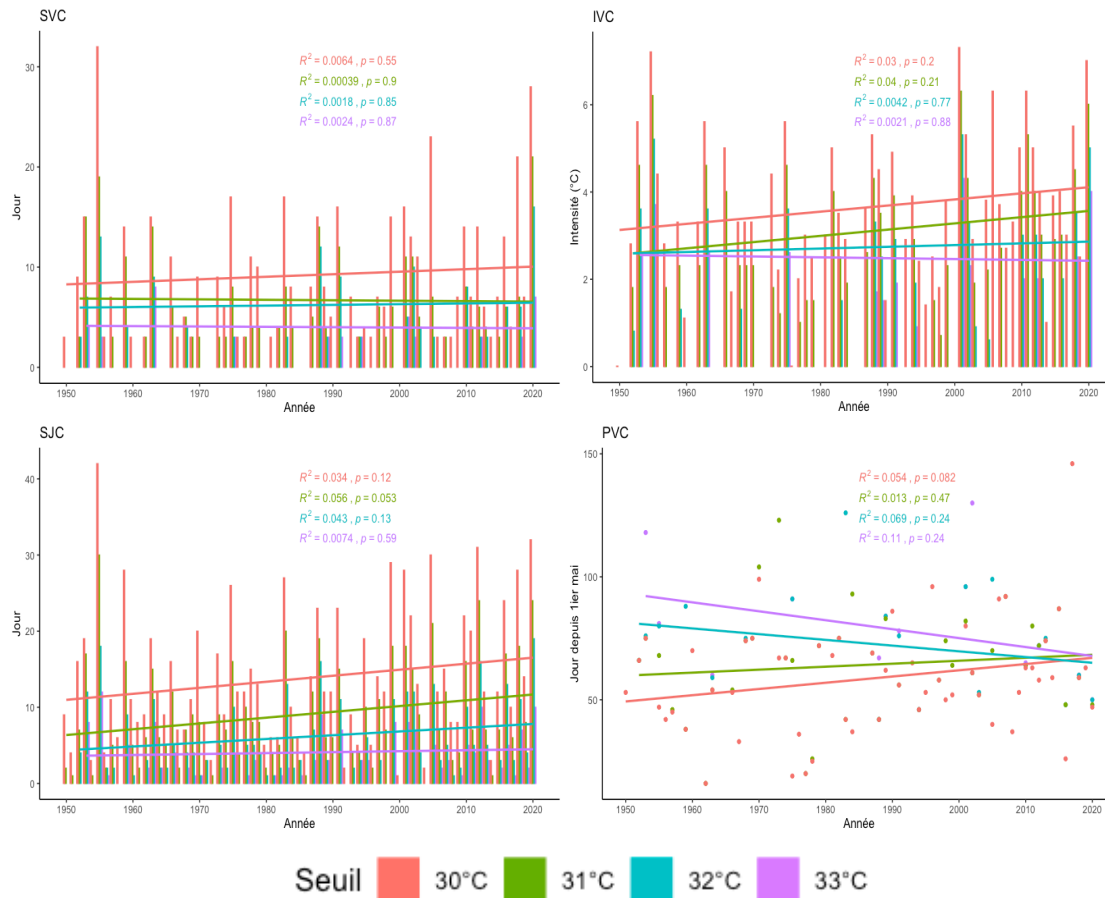 SVC
R² = 0.0064 , p = 0.55
R² = 0.00039 , p = 0.9
R² = 0.0018 , p = 0.85
R² = 0.0024 , p = 0.87
Jour
30
20
10
0
1950 1960 1970 1980 1990 2000 2010 2020
Année
IVC
R² = 0.03 , p = 0.2
R² = 0.04 , p = 0.21
R² = 0.0042 , p = 0.77
R² = 0.0021 , p = 0.88
Intensité (°C)
6
4
2
0
1950 1960 1970 1980 1990 2000 2010 2020
Année
SJC
R² = 0.034 , p = 0.12
R² = 0.056 , p = 0.053
R² = 0.043 , p = 0.13
R² = 0.0074 , p = 0.59
Jour
40
30
20
10
0
1950 1960 1970 1980 1990 2000 2010 2020
Année
PVC
R² = 0.054 , p = 0.082
R² = 0.013 , p = 0.47
R² = 0.069 , p = 0.24
R² = 0.11 , p = 0.24
Jour depuis 1ier mai
150
100
50
1950 1960 1970 1980 1990 2000 2010 2020
Année
Seuil 30°C 31°C 32°C 33°C